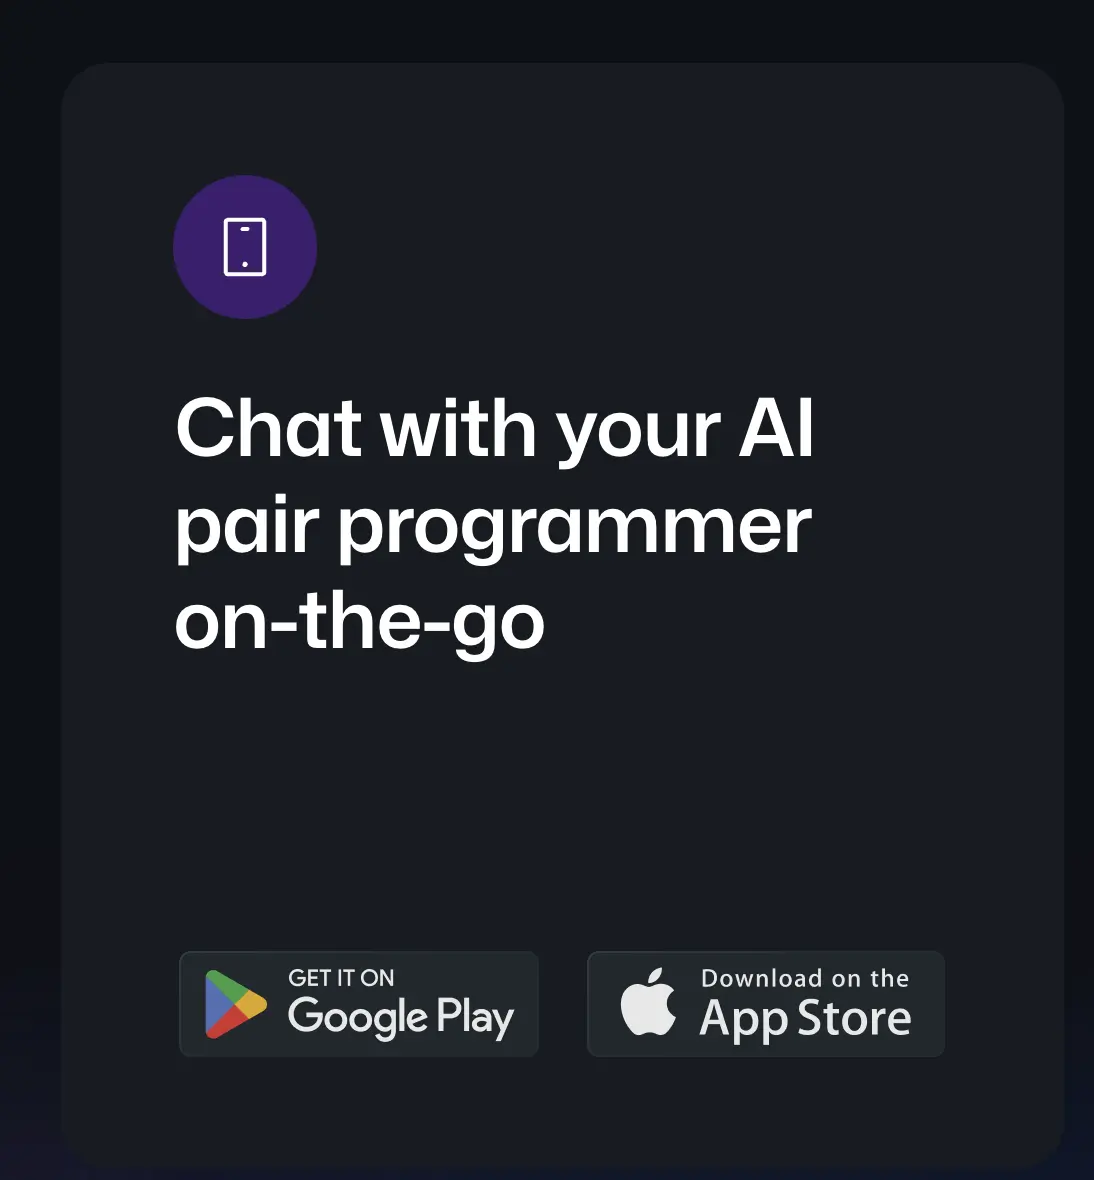 Chat with your AI
pair programmer
on-the-go
GET IT ON
Google Play
Download on the
App Store